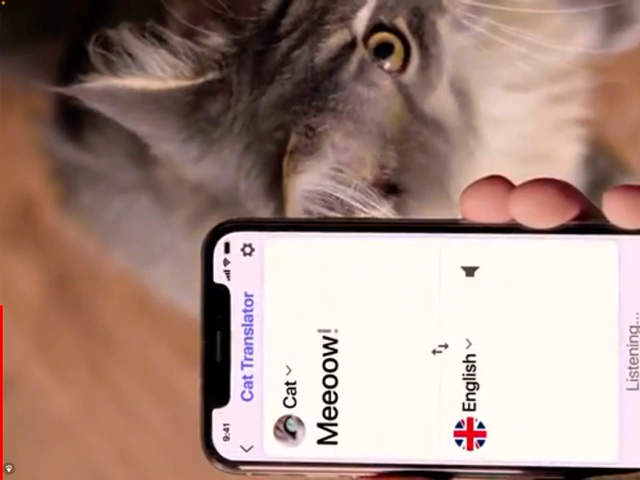 9:41
Cat Translator
Cat
Meeoow!
English
Listening...